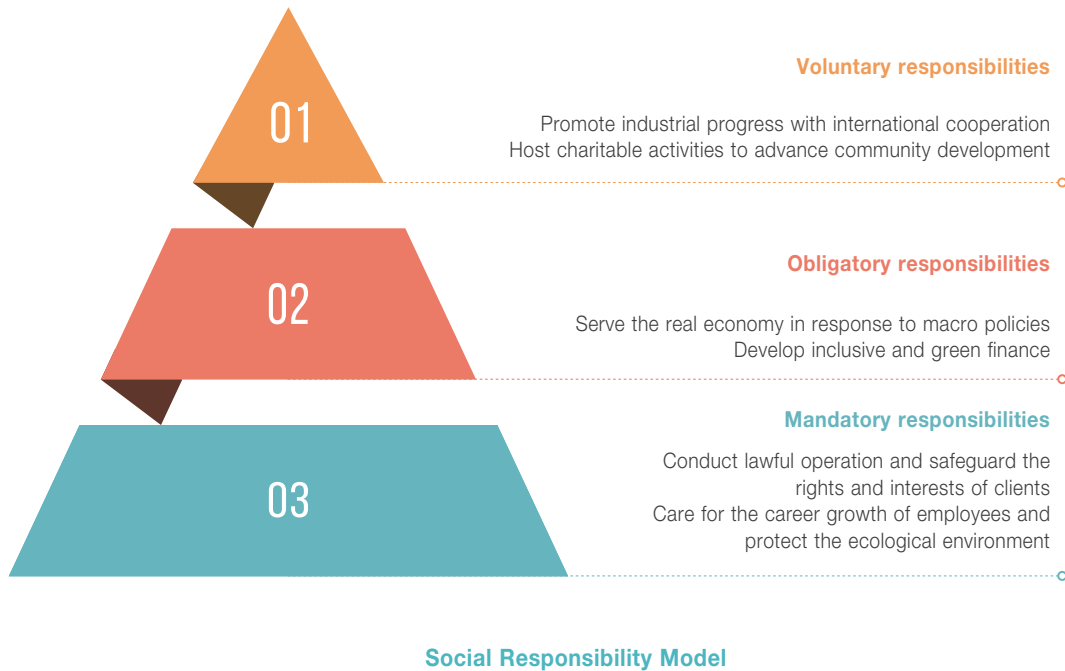 01
Voluntary responsibilities
Promote industrial progress with international cooperation
Host charitable activities to advance community development
02
Obligatory responsibilities
Serve the real economy in response to macro policies
Develop inclusive and green finance
03
Mandatory responsibilities
Conduct lawful operation and safeguard the
rights and interests of clients
Care for the career growth of employees and
protect the ecological environment
Social Responsibility Model